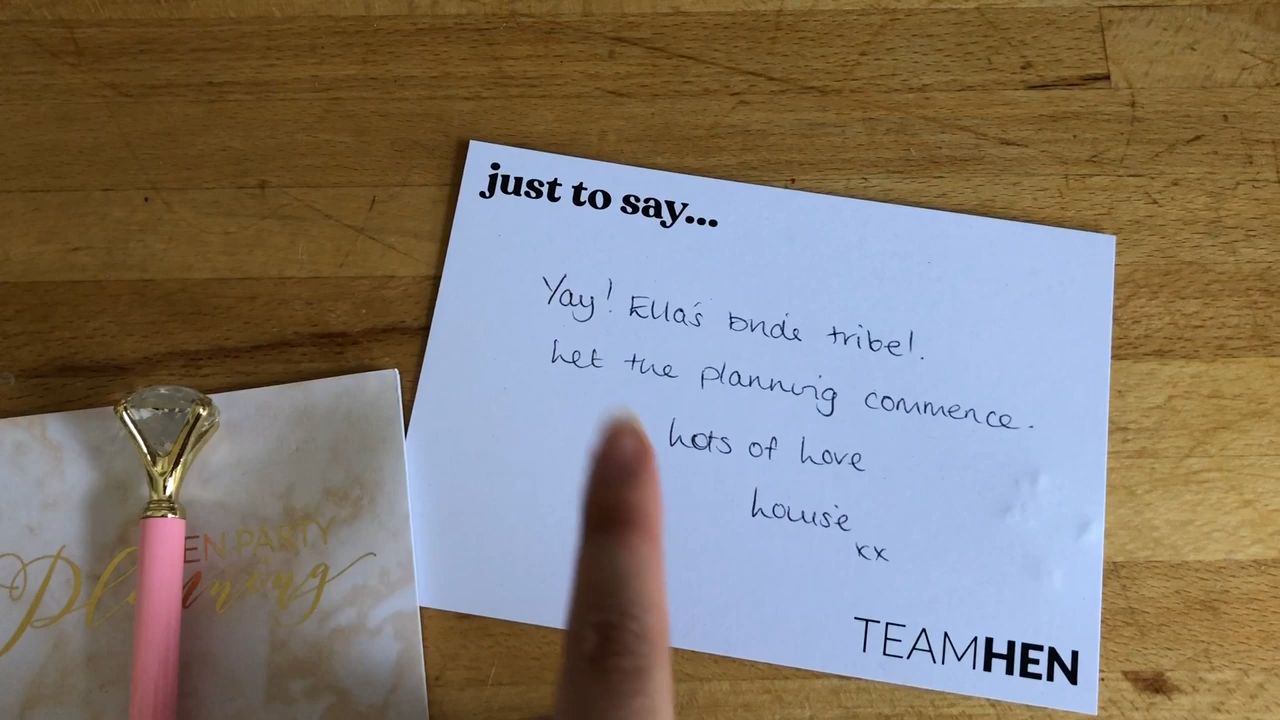 just to say...
Yay! Ella's bride tribe!.
Let the planning commence.
Lots of love
Louise
xx
TEAMHEN
EN PARTY
Planning